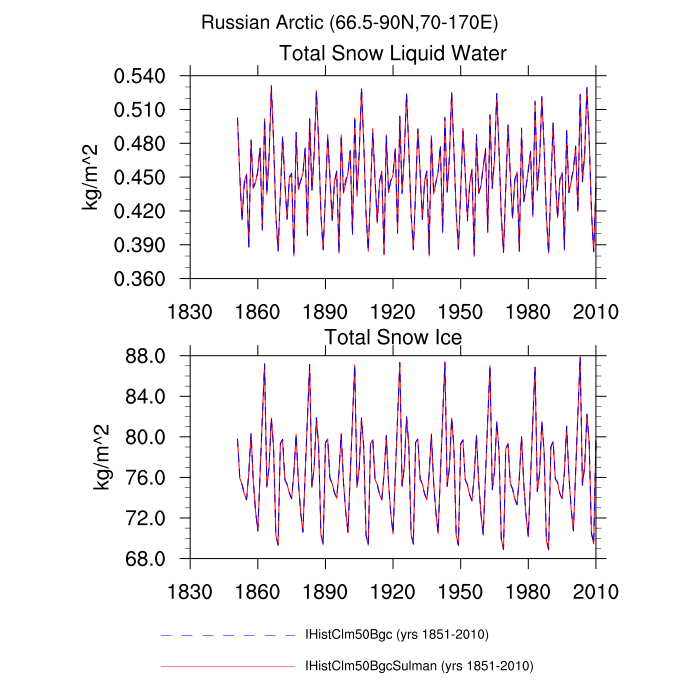 Russian Arctic (66.5-90N,70-170E)
Total Snow Liquid Water
0.540
0.510
0.480
0.450
0.420
0.390
0.360
kg/m^2
1830 1860 1890 1920 1950 1980 2010
Total Snow Ice
88.0
84.0
80.0
76.0
72.0
68.0
kg/m^2
1830 1860 1890 1920 1950 1980 2010
IHistClm50Bgc (yrs 1851-2010)
IHistClm50BgcSulman (yrs 1851-2010)